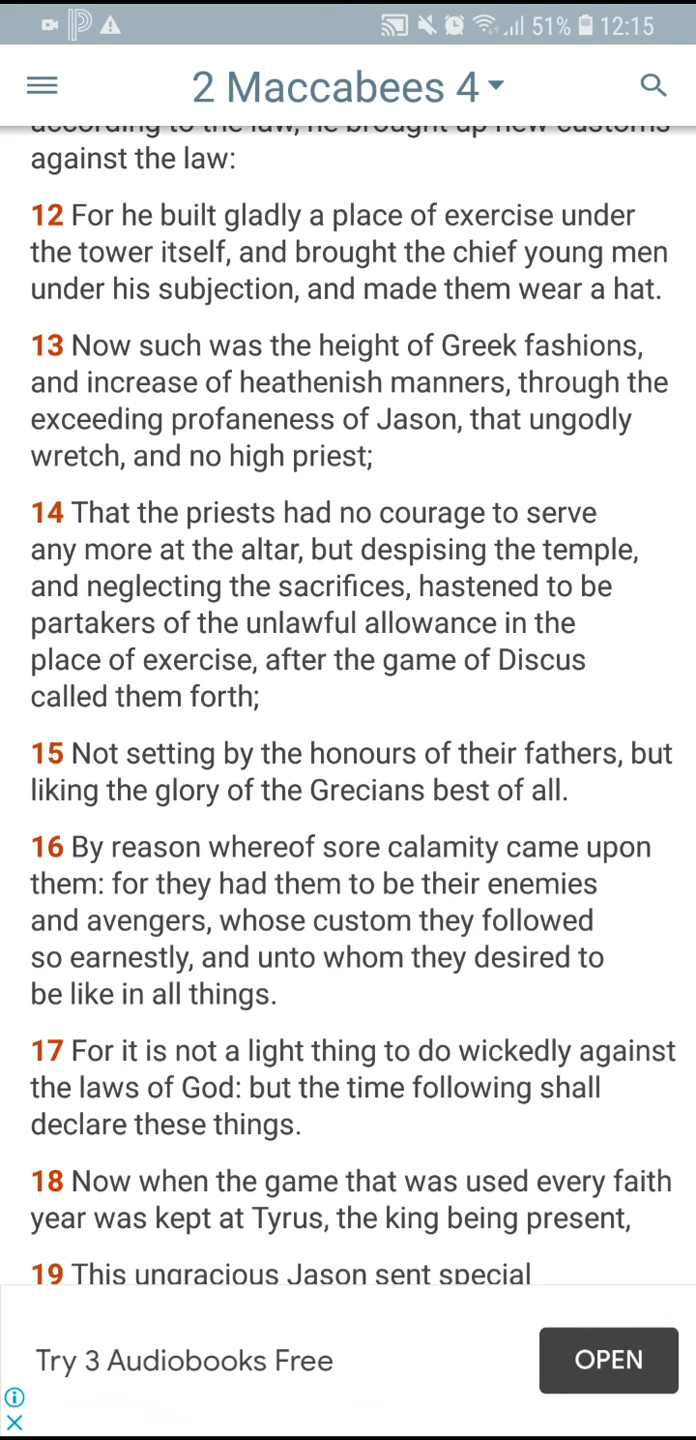 51% 12:15
2 Maccabees 4
according to the law, he brought up new customs
against the law:
12 For he built gladly a place of exercise under
the tower itself, and brought the chief young men
under his subjection, and made them wear a hat.
13 Now such was the height of Greek fashions,
and increase of heathenish manners, through the
exceeding profaneness of Jason, that ungodly
wretch, and no high priest;
14 That the priests had no courage to serve
any more at the altar, but despising the temple,
and neglecting the sacrifices, hastened to be
partakers of the unlawful allowance in the
place of exercise, after the game of Discus
called them forth;
15 Not setting by the honours of their fathers, but
liking the glory of the Grecians best of all.
16 By reason whereof sore calamity came upon
them: for they had them to be their enemies
and avengers, whose custom they followed
so earnestly, and unto whom they desired to
be like in all things.
17 For it is not a light thing to do wickedly against
the laws of God: but the time following shall
declare these things.
18 Now when the game that was used every faith
year was kept at Tyrus, the king being present,
19 This ungracious Jason sent special
Try 3 Audiobooks Free
OPEN